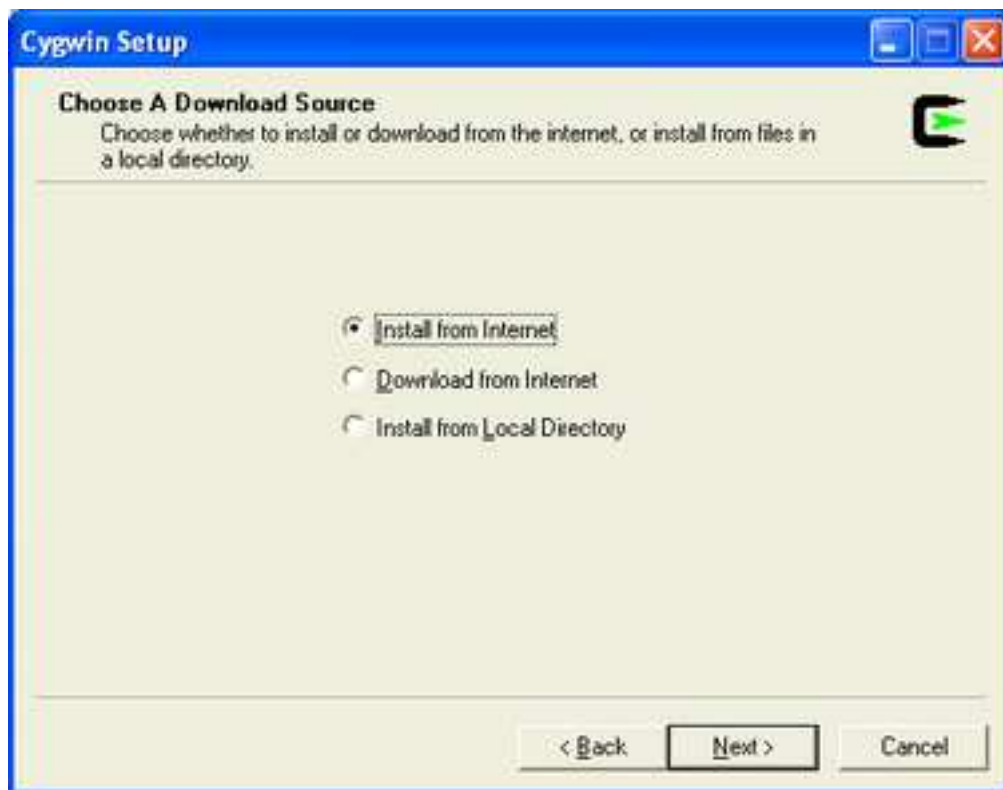 Cygwin Setup
Choose A Download Source
Choose whether to install or download from the internet, or install from files in
a local directory.
Install from Internet
Download from Internet
Install from Local Directory
< Back
Next >
Cancel